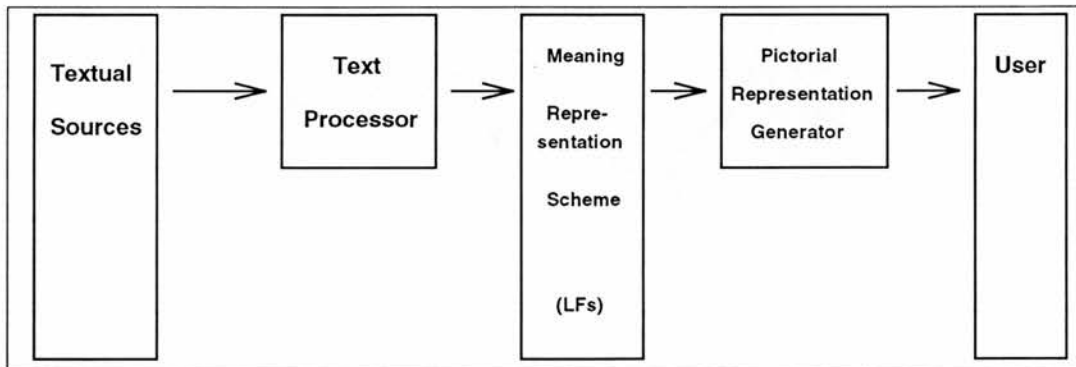 Textual
Sources
Text
Processor
Meaning
Repre-
sentation
Scheme
(LFs)
Pictorial
Representation
Generator
User